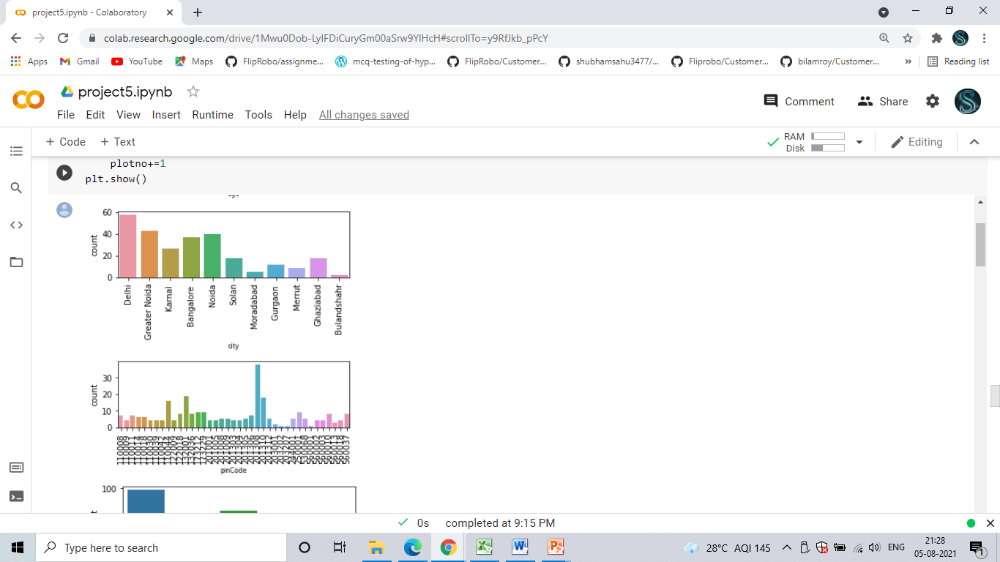 project5.ipynb - Colaboratory
colab.research.google.com/drive/1Mwu0Dob-LyIFDiCuryGm00aSrw9YlHcH#scrollTo=y9RfJkb_pPcY
Apps Gmail YouTube Maps FlipRobo/assignme... mcq-testing-of-hyp... FlipRobo/Customer... shubhamsahu3477/... Fliprobo/Customer... bilamroy/Customer... » Reading list
project5.ipynb
Comment Share
File Edit View Insert Runtime Tools Help All changes saved
+ Code + Text
RAM
Disk
Editing
plotno+=1
plt.show()
60
40
20
0
count
Delhi
Greater Noida
Karnal
Bangalore
Noida
Solan
Moradabad
Gurgaon
Merrut
Ghaziabad
Bulandshahr
city
30
20
10
0
count
110008
110009
560037
pinCode
100
0s completed at 9:15 PM
Type here to search
28°C AQI 145
ENG
21:28
05-08-2021
1